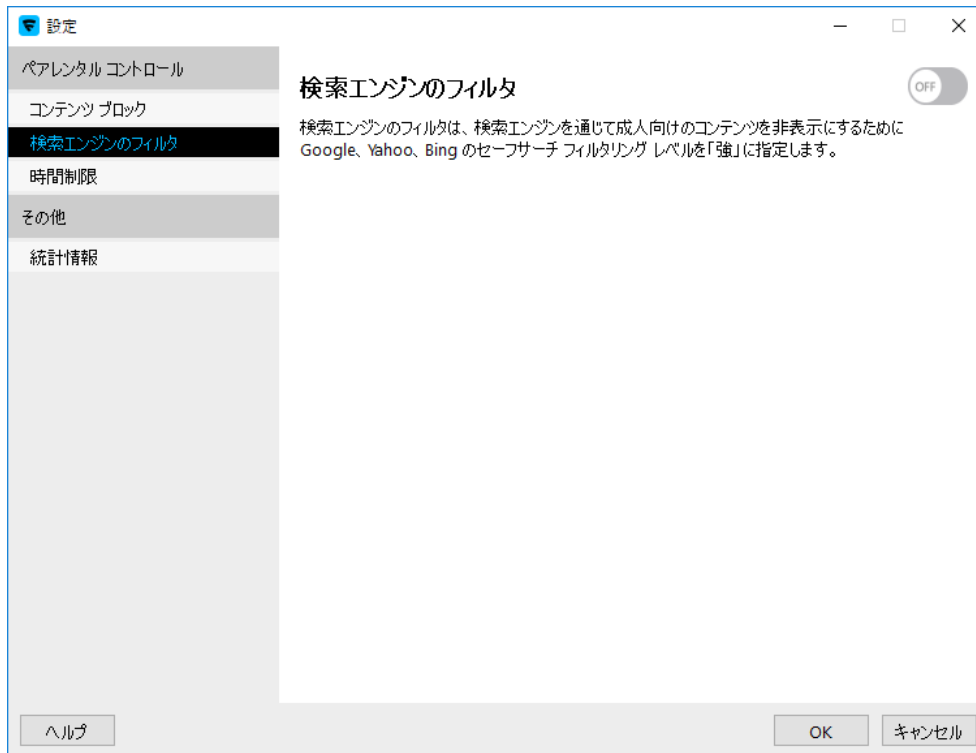 設定
ペアレンタル コントロール
コンテンツ ブロック
検索エンジンのフィルタ
時間制限
その他
統計情報
検索エンジンのフィルタ
OFF
検索エンジンのフィルタは、検索エンジンを通じて成人向けのコンテンツを非表示にするために
Google、Yahoo、Bing のセーフサーチ フィルタリング レベルを「強」に指定します。
ヘルプ
OK
キャンセル